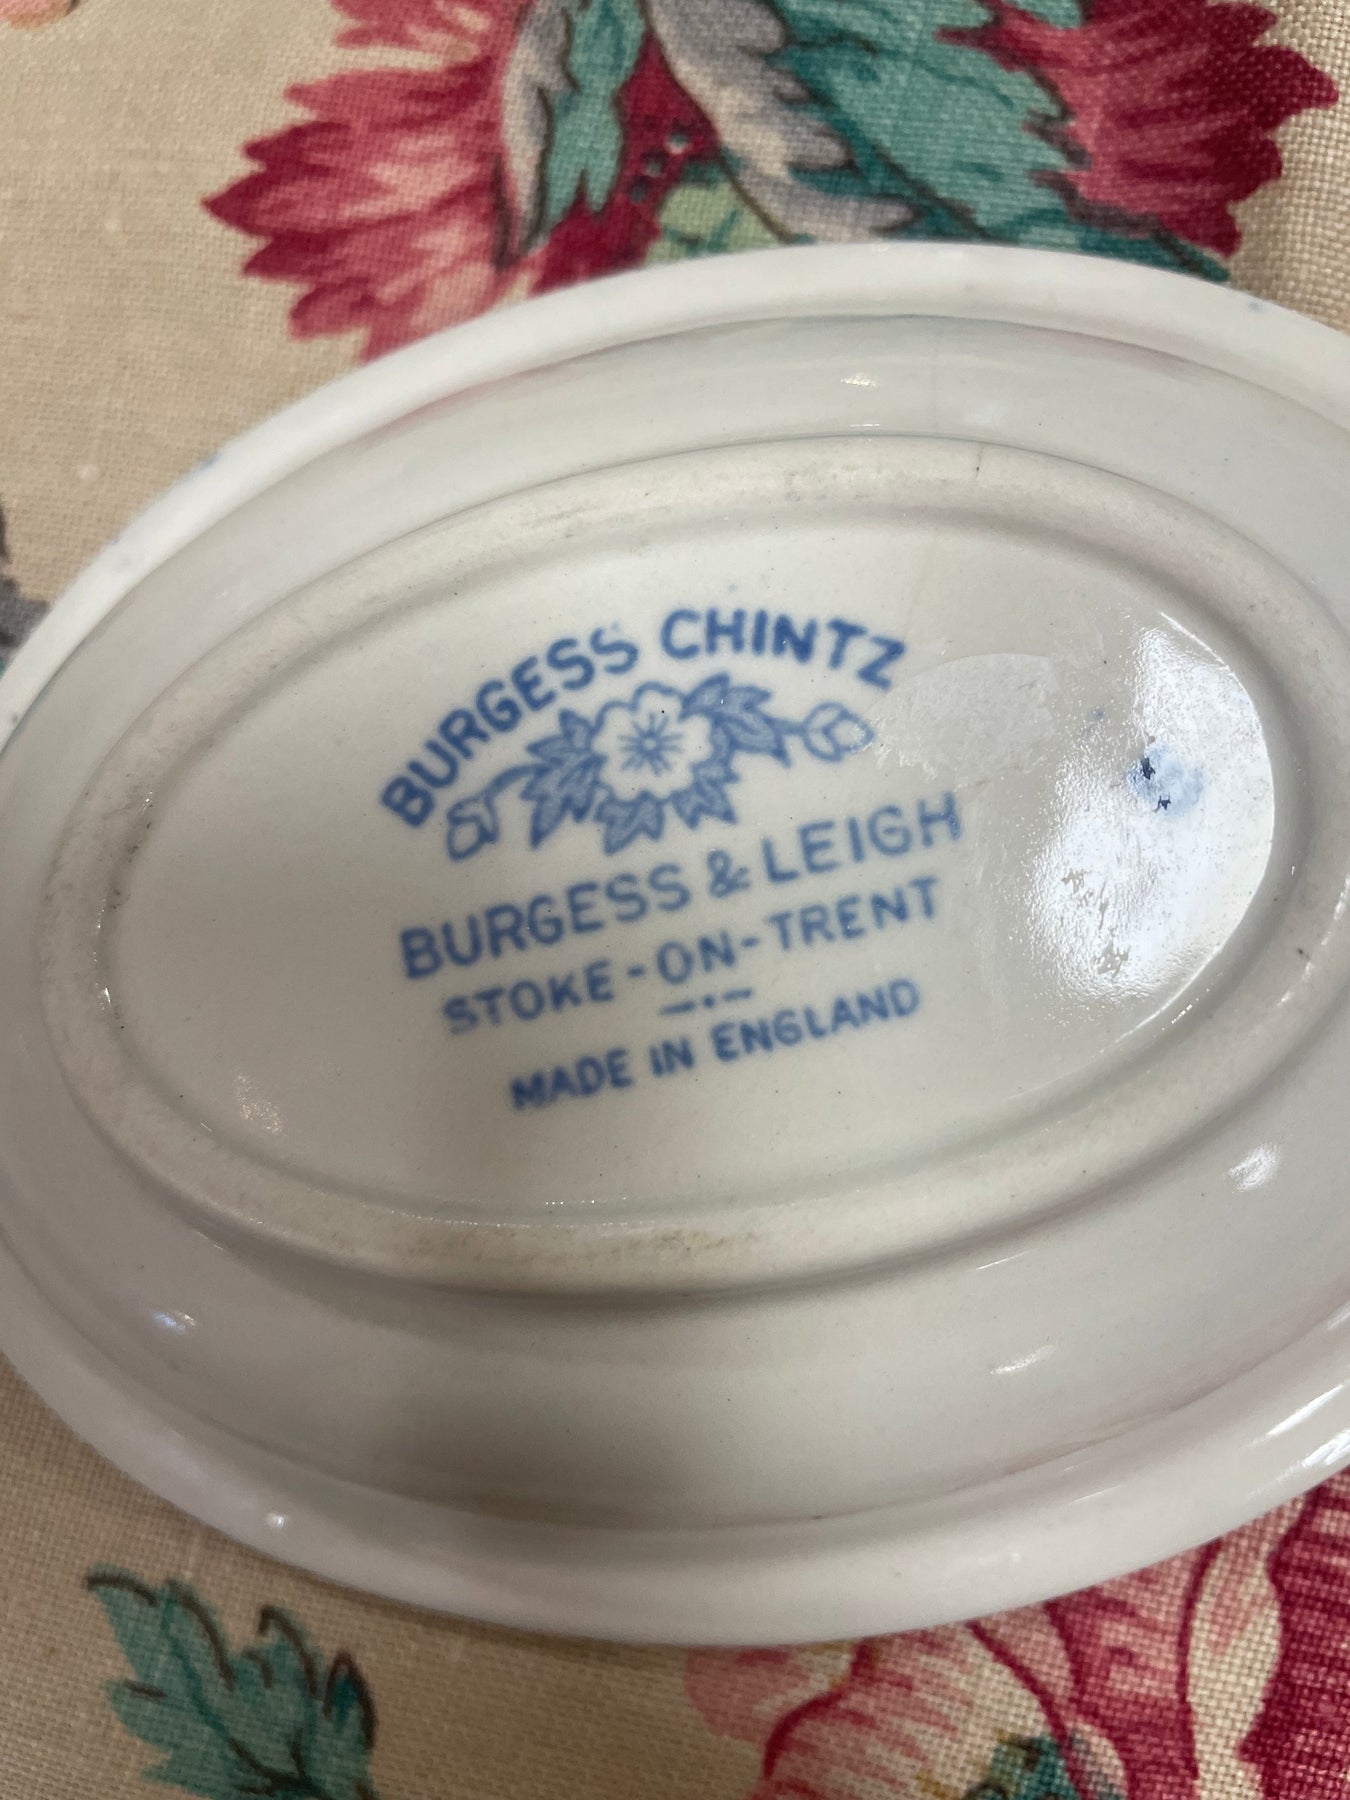 BURGESS CHINTZ
BURGESS & LEIGH
STOKE-ON-TRENT
MADE IN ENGLAND